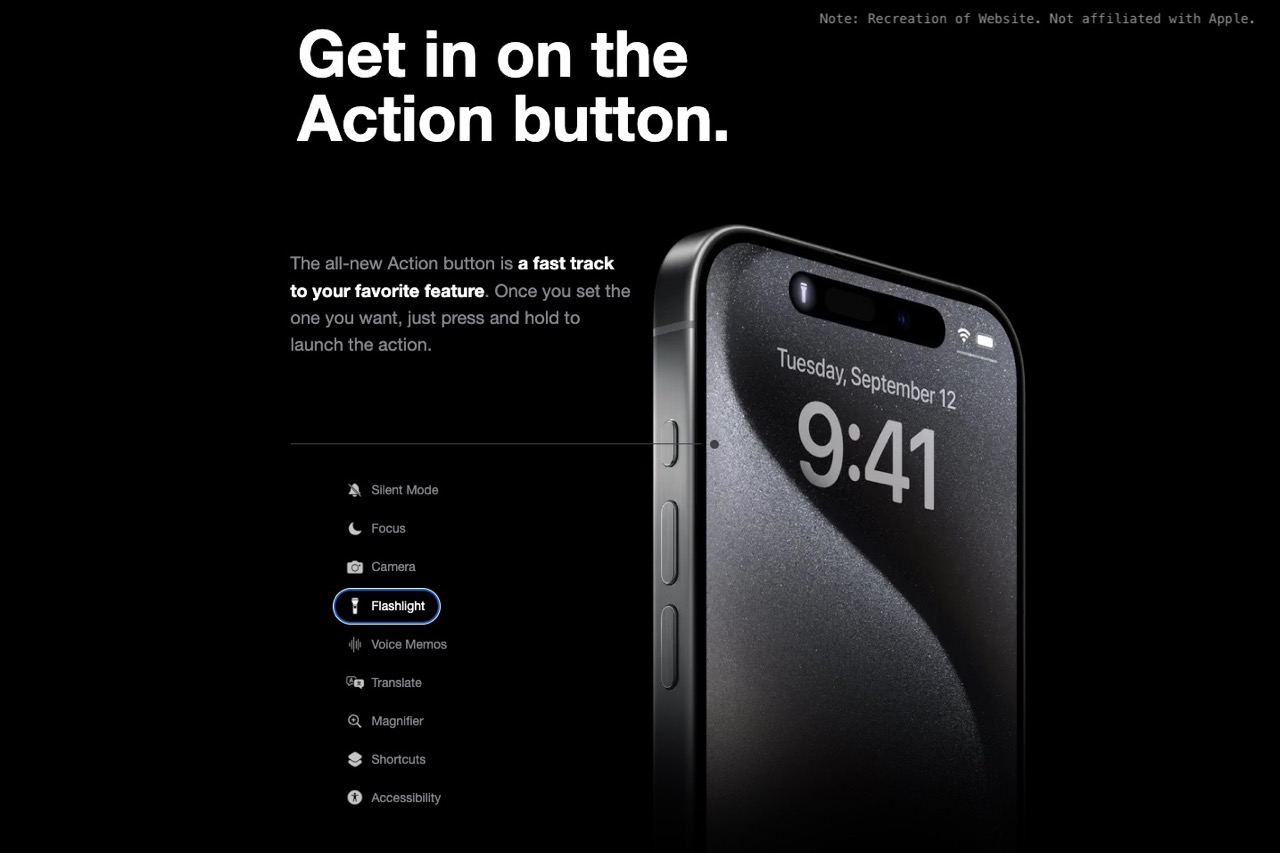 Note: Recreation of Website. Not affiliated with Apple.
Get in on the
Action button.
The all-new Action button is a fast track
to your favorite feature. Once you set the
one you want, just press and hold to
launch the action.
Tuesday, September 12
9:41
Silent Mode
Focus
Camera
Flashlight
Voice Memos
Translate
Magnifier
Shortcuts
Accessibility